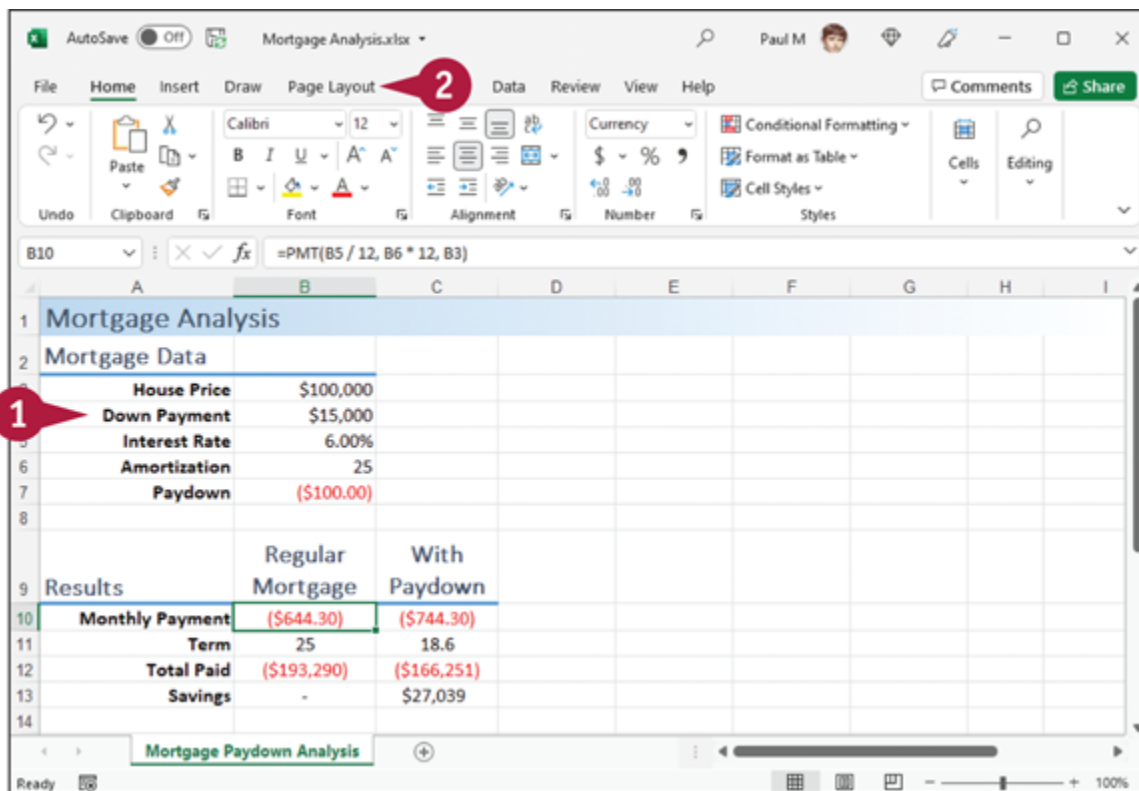 AutoSave Off Mortgage Analysis.xlsx Paul M
File Home Insert Draw Page Layout 2 Data Review View Help Comments Share
Calibri 12 ab Currency Conditional Formatting
Paste B I U A A $ % 9 Format as Table Cells Editing
A Cell Styles
Undo Clipboard Font Alignment Number Styles
B10 fx =PMT(B5 / 12, B6 * 12, B3)
A B C D E F G H I
1 Mortgage Analysis
2 Mortgage Data
House Price $100,000
1 Down Payment $15,000
Interest Rate 6.00%
6 Amortization 25
7 Paydown ($100.00)
8
Regular With
9 Results Mortgage Paydown
10 Monthly Payment ($644.30) ($744.30)
11 Term 25 18.6
12 Total Paid ($193,290) ($166,251)
13 Savings - $27,039
14
Mortgage Paydown Analysis
Ready 100%